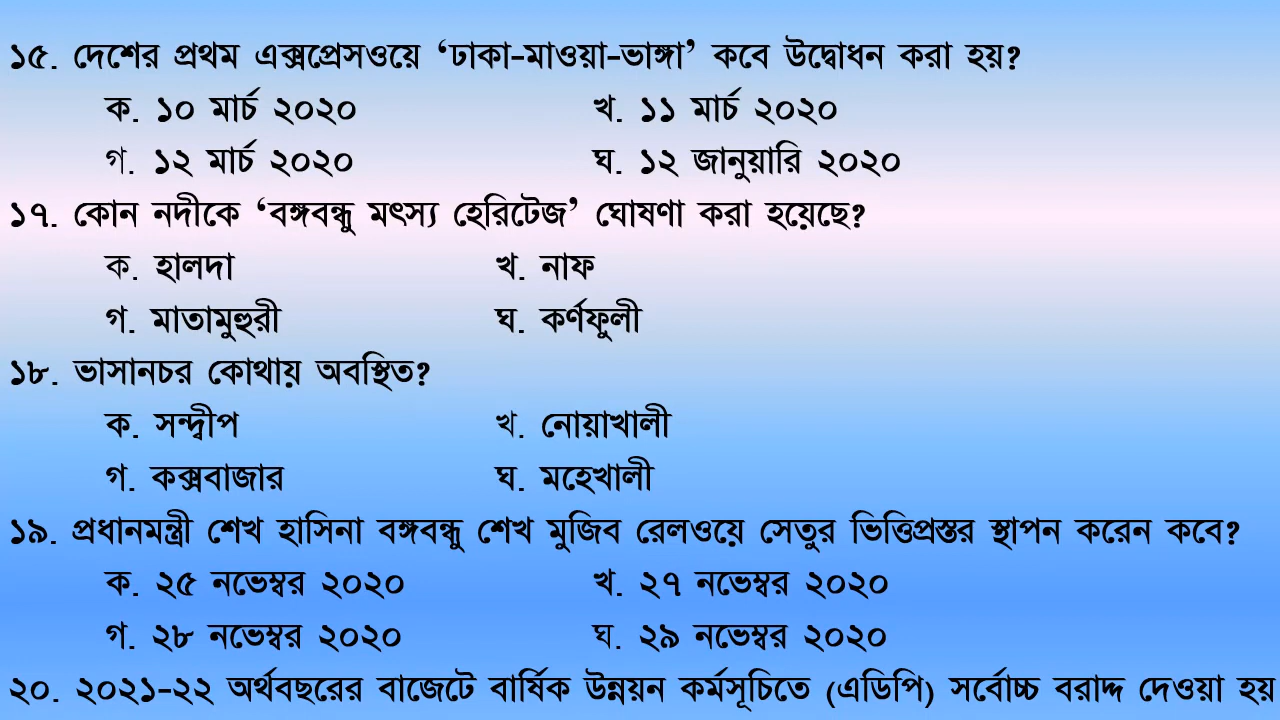 ১৫. দেশের প্রথম এক্সপ্রেসওয়ে ‘ঢাকা-মাওয়া-ভাঙ্গা’ কবে উদ্বোধন করা হয়?
ক. ১০ মার্চ ২০২০ খ. ১১ মার্চ ২০২০
গ. ১২ মার্চ ২০২০ ঘ. ১২ জানুয়ারি ২০২০
১৭. কোন নদীকে ‘বঙ্গবন্ধু মৎস্য হেরিটেজ’ ঘোষণা করা হয়েছে?
ক. হালদা খ. নাফ
গ. মাতামুহুরী ঘ. কর্ণফুলী
১৮. ভাসানচর কোথায় অবস্থিত?
ক. সন্দ্বীপ খ. নোয়াখালী
গ. কক্সবাজার ঘ. মহেখালী
১৯. প্রধানমন্ত্রী শেখ হাসিনা বঙ্গবন্ধু শেখ মুজিব রেলওয়ে সেতুর ভিত্তিপ্রস্তর স্থাপন করেন কবে?
ক. ২৫ নভেম্বর ২০২০ খ. ২৭ নভেম্বর ২০২০
গ. ২৮ নভেম্বর ২০২০ ঘ. ২৯ নভেম্বর ২০২০
২০. ২০২১-২২ অর্থবছরের বাজেটে বার্ষিক উন্নয়ন কর্মসূচিতে (এডিপি) সর্বোচ্চ বরাদ্দ দেওয়া হয়